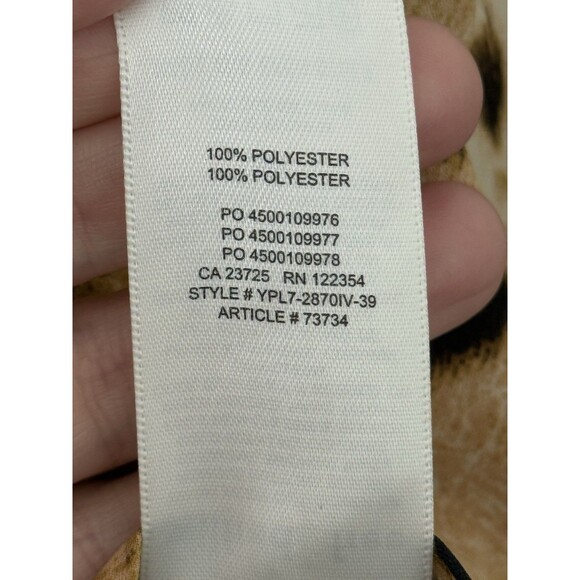 100% POLYESTER
100% POLYESTER
PO 4500109976
PO 4500109977
PO 4500109978
CA 23725 RN 122354
STYLE # YPL7-2870IV-39
ARTICLE # 73734